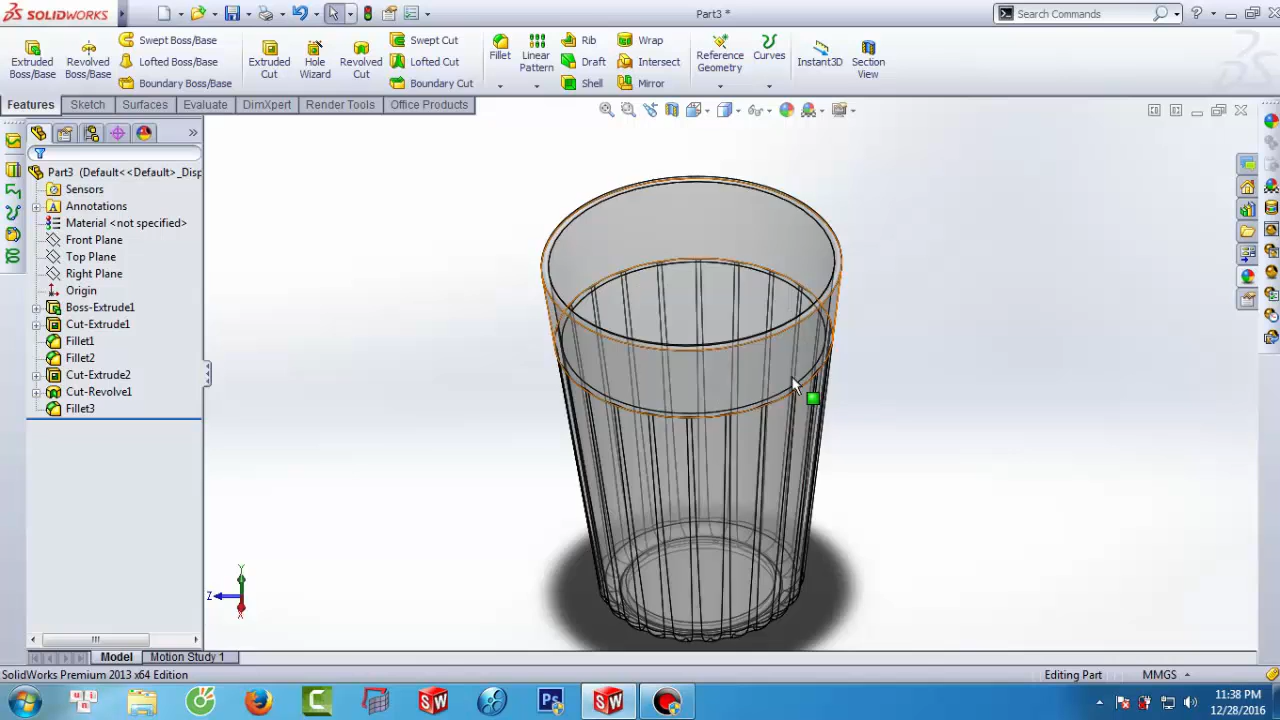 SOLIDWORKS
Part3 *
Search Commands
Extruded Boss/Base
Revolved Boss/Base
Swept Boss/Base
Lofted Boss/Base
Boundary Boss/Base
Extruded Cut
Hole Wizard
Revolved Cut
Swept Cut
Lofted Cut
Boundary Cut
Fillet
Linear Pattern
Rib
Draft
Shell
Wrap
Intersect
Mirror
Reference Geometry
Curves
Instant3D
Section View
Features
Sketch
Surfaces
Evaluate
DimXpert
Render Tools
Office Products
Part3 (Default<<Default>_Disp
Sensors
Annotations
Material <not specified>
Front Plane
Top Plane
Right Plane
Origin
Boss-Extrude1
Cut-Extrude1
Fillet1
Fillet2
Cut-Extrude2
Cut-Revolve1
Fillet3
Y
Z
X
Model
Motion Study 1
SolidWorks Premium 2013 x64 Edition
Editing Part
MMGS
11:38 PM
12/28/2016